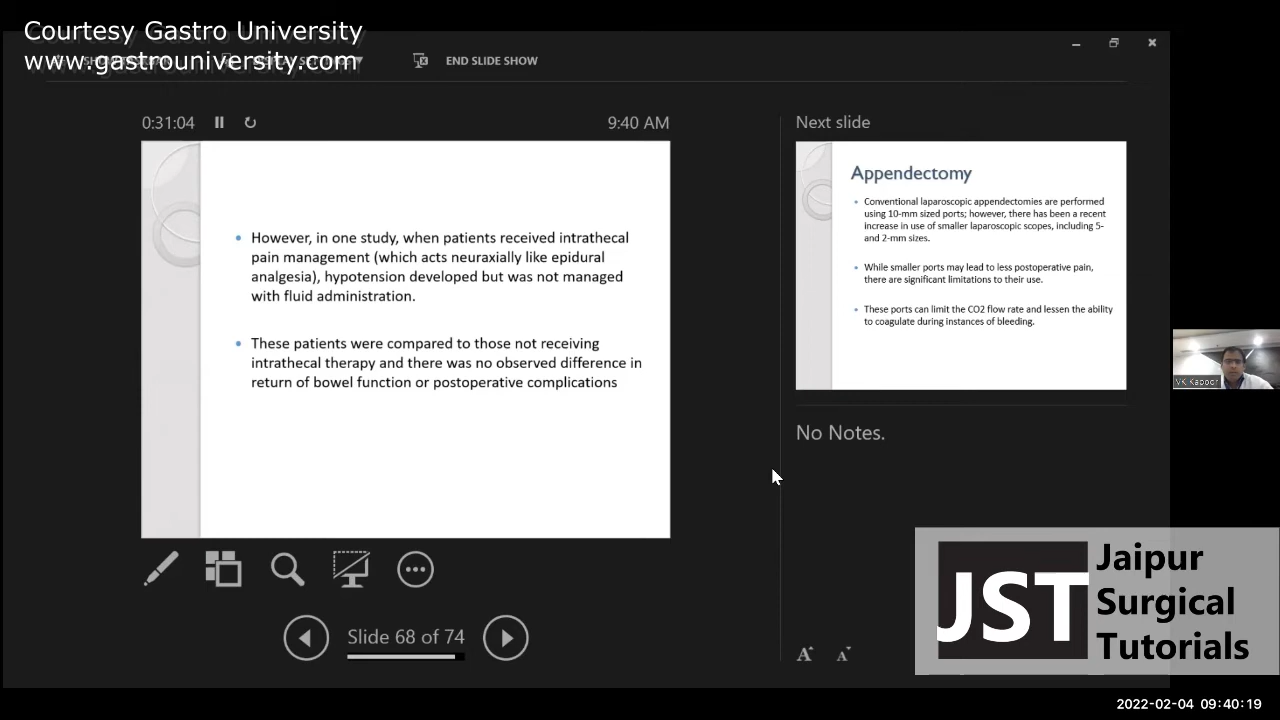 Courtesy Gastro University
www.gastrouniversity.com
END SLIDE SHOW
0:31:04
9:40 AM
Next slide
However, in one study, when patients received intrathecal
pain management (which acts neuraxially like epidural
analgesia), hypotension developed but was not managed
with fluid administration.
These patients were compared to those not receiving
intrathecal therapy and there was no observed difference in
return of bowel function or postoperative complications
Appendectomy
Conventional laparoscopic appendectomies are performed
using 10-mm sized ports; however, there has been a recent
increase in use of smaller laparoscopic scopes, including 5-
and 2-mm sizes.
While smaller ports may lead to less postoperative pain,
there are significant limitations to their use.
These ports can limit the CO2 flow rate and lessen the ability
to coagulate during instances of bleeding.
VK Kapoor
No Notes.
Slide 68 of 74
A A
JST
Jaipur
Surgical
Tutorials
2022-02-04 09:40:19